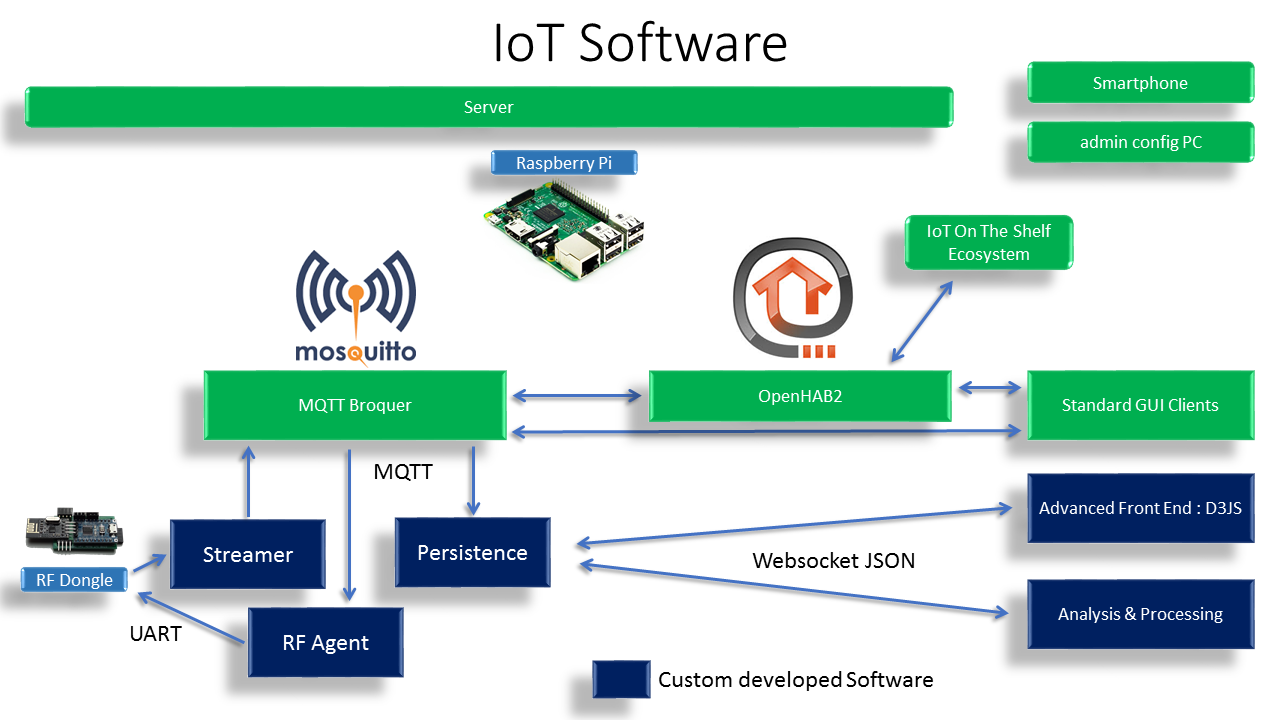 IoT Software
Server
Smartphone
admin config PC
Raspberry Pi
IoT On The Shelf
Ecosystem
mosquitto
MQTT Broquer
OpenHAB2
Standard GUI Clients
MQTT
Streamer
Persistence
Advanced Front End : D3JS
RF Dongle
Websocket JSON
UART
RF Agent
Analysis & Processing
Custom developed Software